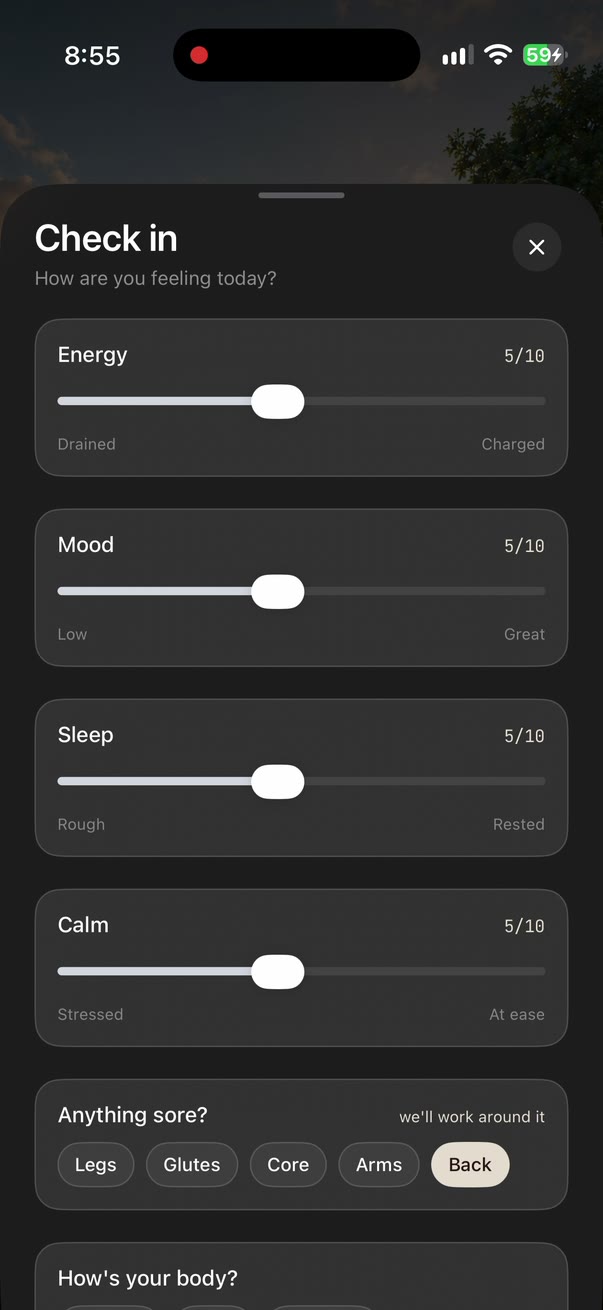 8:55
59
Check in
How are you feeling today?
Energy 5/10
Drained Charged
Mood 5/10
Low Great
Sleep 5/10
Rough Rested
Calm 5/10
Stressed At ease
Anything sore? we'll work around it
Legs Glutes Core Arms Back
How's your body?